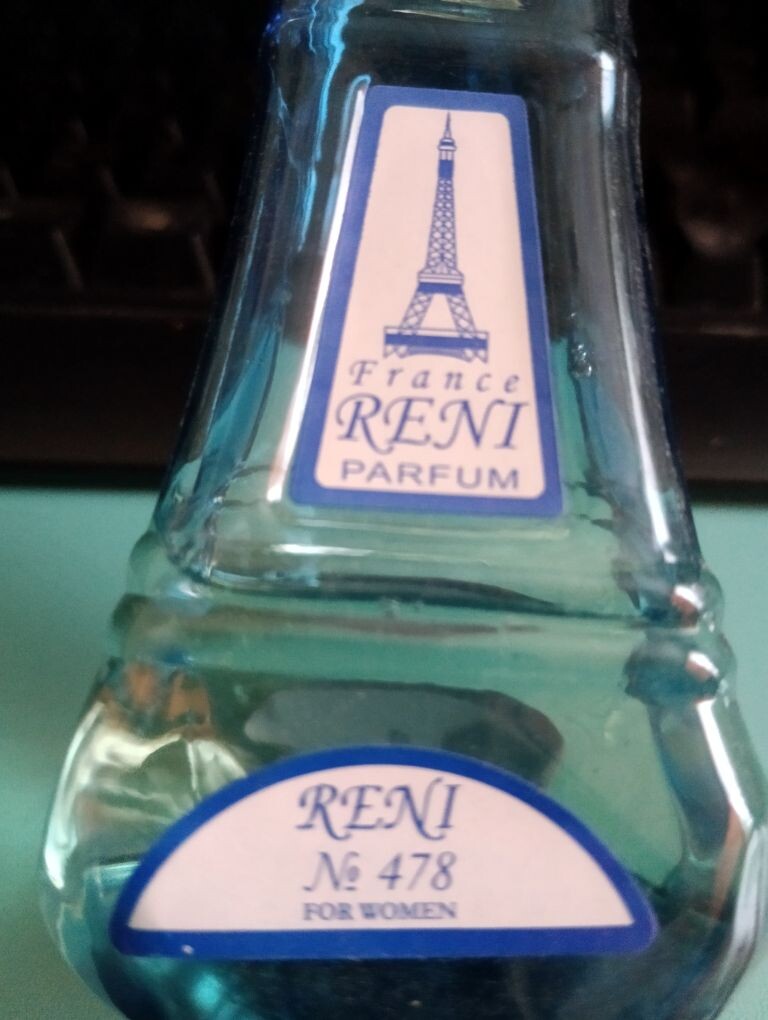 France
RENI
PARFUM
RENI
№ 478
FOR WOMEN